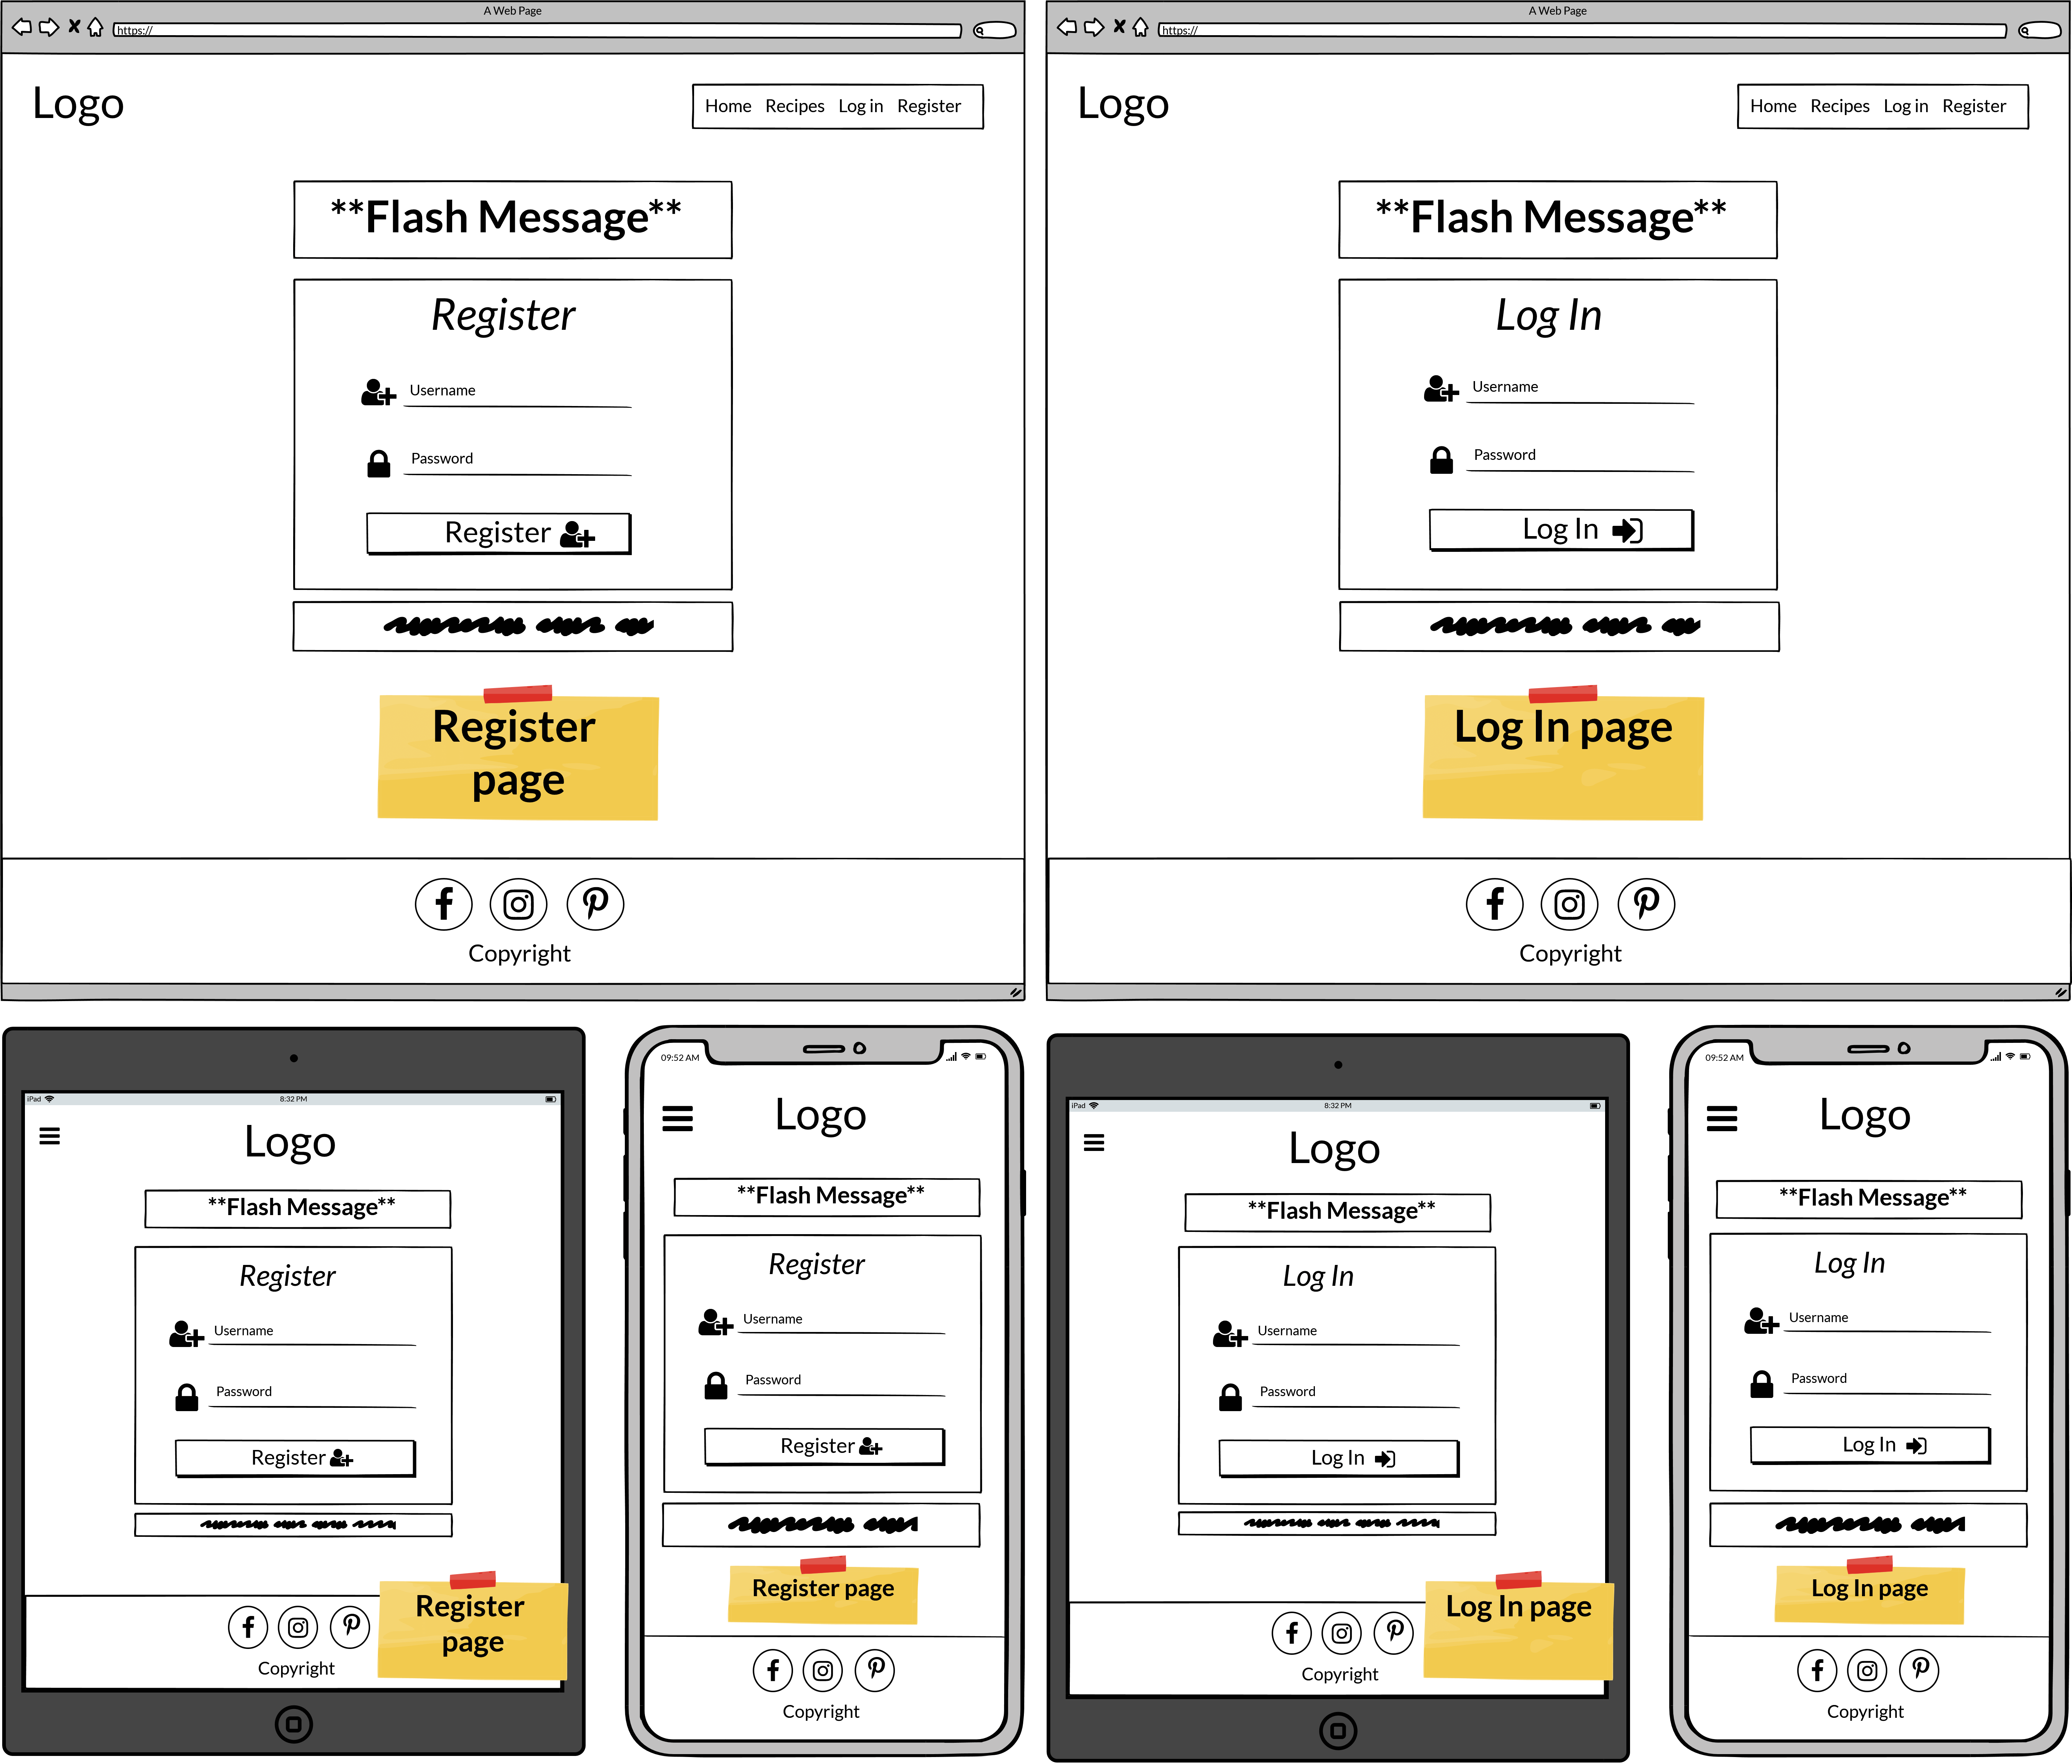 A Web Page
https://
Logo
Home Recipes Log in Register
**Flash Message**
Register
Username
Password
Register
Register
page
Copyright
A Web Page
https://
Logo
Home Recipes Log in Register
**Flash Message**
Log In
Username
Password
Log In
Log In page
Copyright
iPad 8:32 PM
Logo
**Flash Message**
Register
Username
Password
Register
Register
page
Copyright
09:52 AM
Logo
**Flash Message**
Register
Username
Password
Register
Register page
Copyright
iPad 8:32 PM
Logo
**Flash Message**
Log In
Username
Password
Log In
Log In page
Copyright
09:52 AM
Logo
**Flash Message**
Log In
Username
Password
Log In
Log In page
Copyright